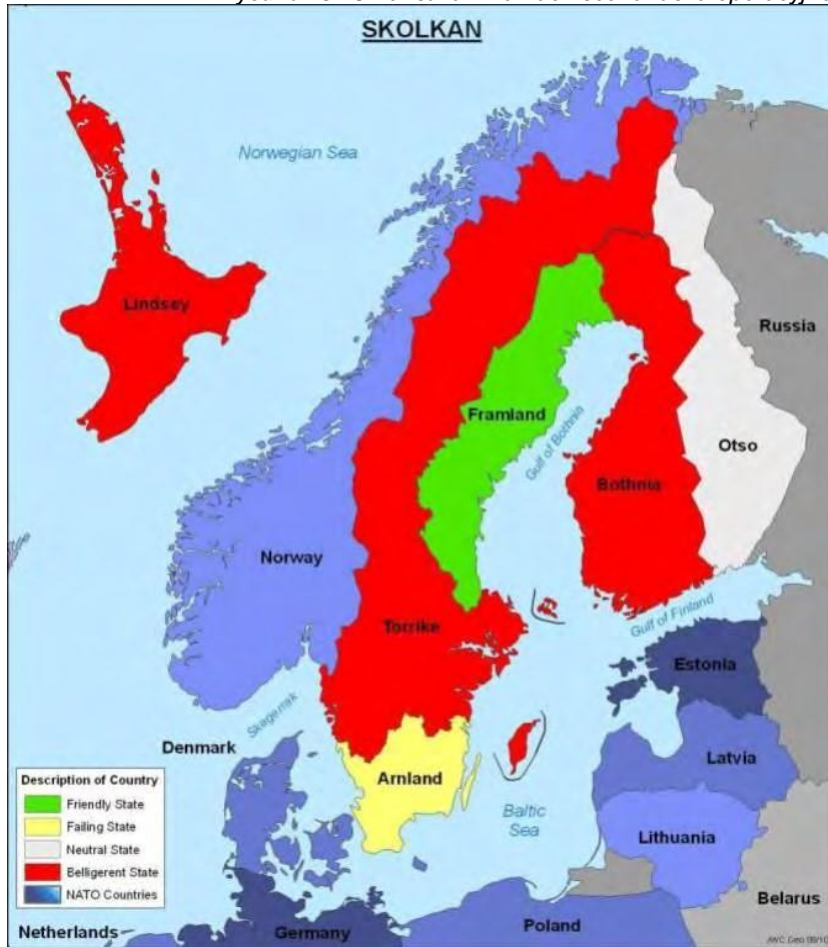 SKOLKAN
Norwegian Sea
Lindsey
Russia
Framland
Gulf of Bothnia
Otso
Bothnia
Norway
Torrike
Gulf of Finland
Estonia
Skagerrak
Denmark
Latvia
Arnland
Baltic
Sea
Lithuania
Description of Country
Friendly State
Failing State
Neutral State
Belligerent State
NATO Countries
Belarus
Netherlands
Germany
Poland